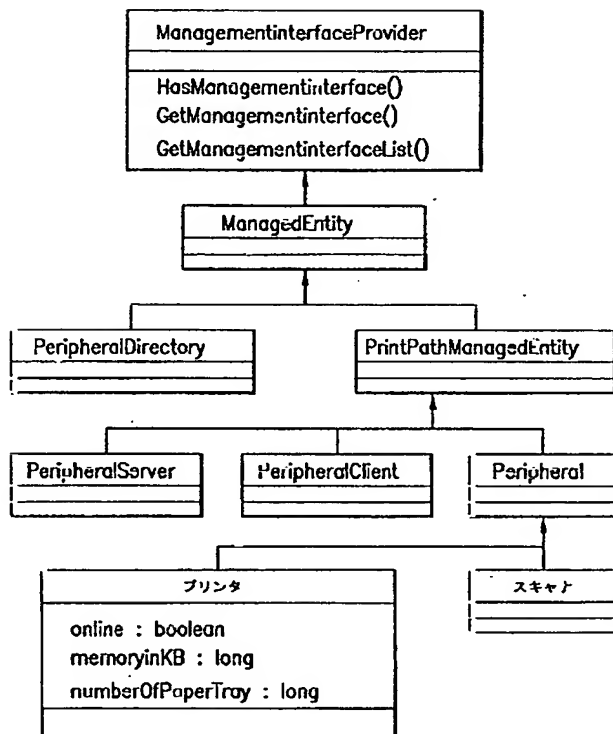 ManagementinterfaceProvider
HasManagementinterface()
GetManagementinterface()
GetManagementinterfaceList()
ManagedEntity
PeripheralDirectory
PrintPathManagedEntity
PeripheralServer
PeripheralClient
Peripheral
プリンタ
スキャナ
online : boolean
memoryinKB : long
numberOfPaperTray : long